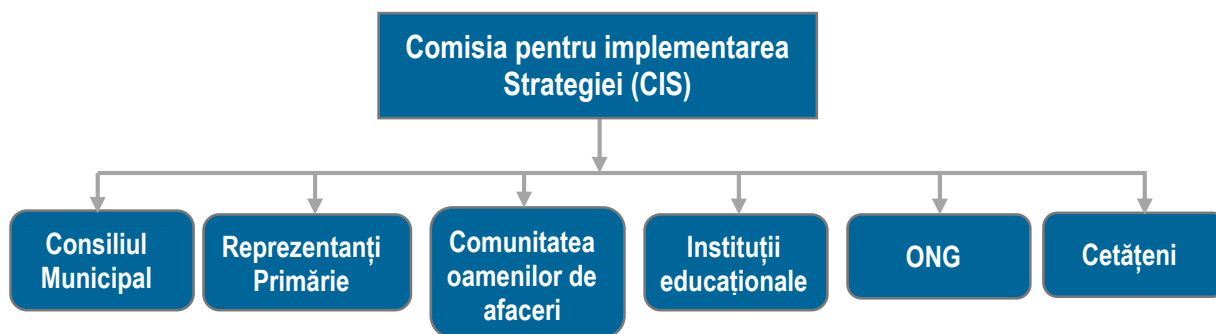 Comisia pentru implementarea
Strategiei (CIS)
Consiliul
Municipal
Reprezentanți
Primărie
Comunitatea
oamenilor de
afaceri
Instituții
educaționale
ONG
Cetățeni